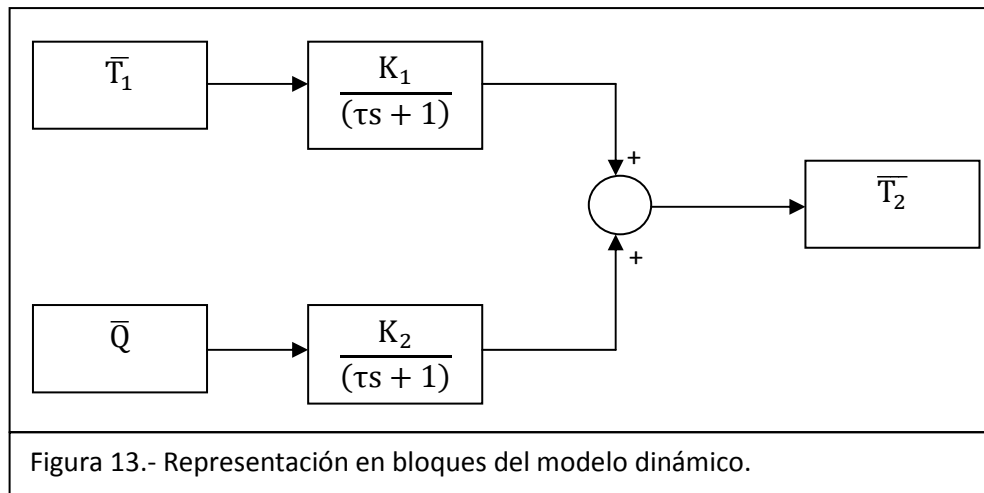 T̅₁
K₁
(τs + 1)
+
T̅₂
+
Q̅
K₂
(τs + 1)
Figura 13.- Representación en bloques del modelo dinámico.